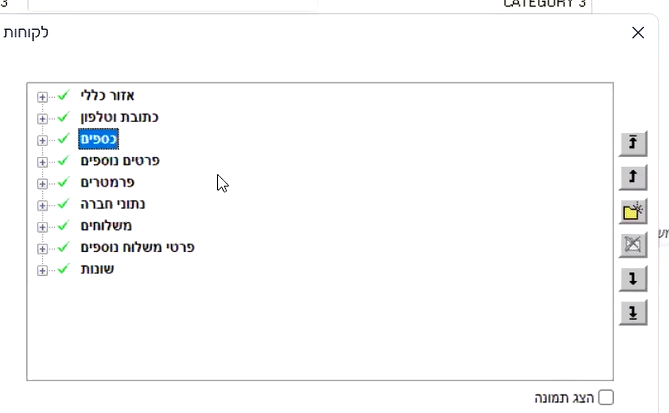 3
CATEGORY 3
לקוחות
אזור כללי
כתובת וטלפון
כספים
פרטים נוספים
פרמטרים
נתוני חברה
משלוחים
פרטי משלוח נוספים
שונות
הצג תמונה